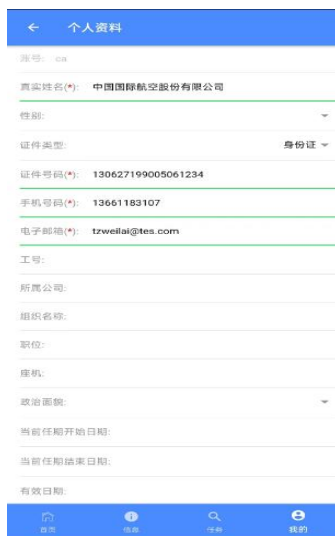 个人资料
账号: ca
真实姓名(*): 中国国际航空股份有限公司
性别:
证件类型: 身份证
证件号码(*): 130627199005061234
手机号码(*): 13661183107
电子邮箱(*): tzweilai@tes.com
工号:
所属公司:
组织名称:
职位:
座机:
政治面貌:
当前任期开始日期:
当前任期结束日期:
有效日期:
首页 信息 任务 我的